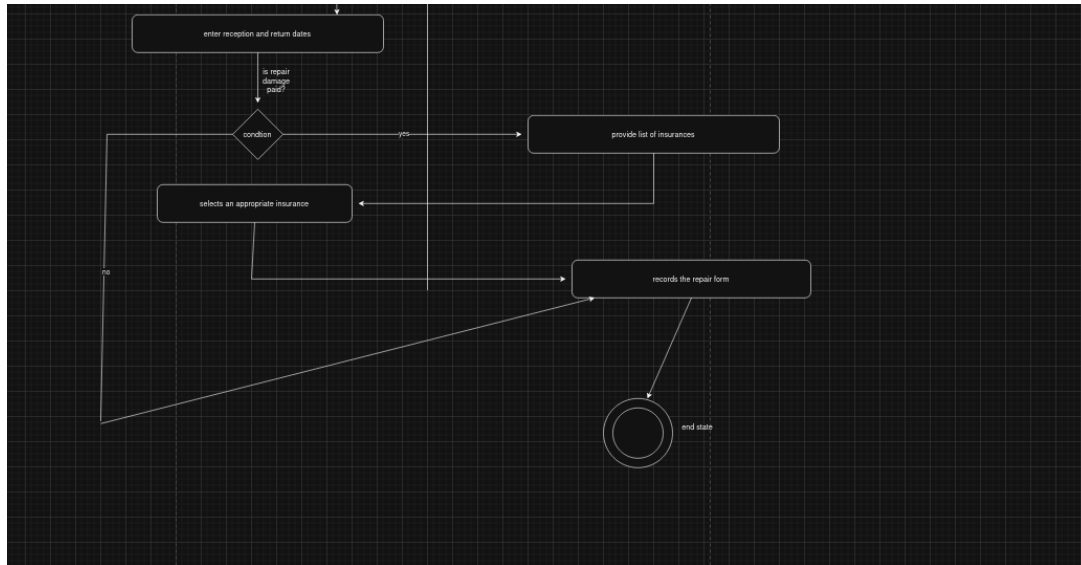 enter reception and return dates
is repair
damage
paid?
condtion
yes
provide list of insurances
selects an appropriate insurance
no
records the repair form
end state